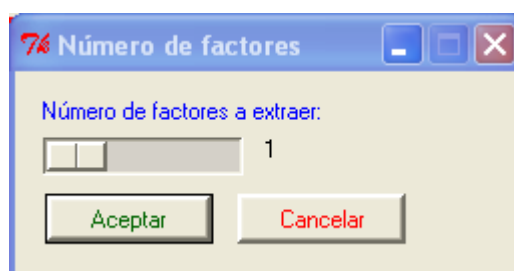 Número de factores
Número de factores a extraer:
1
Aceptar Cancelar